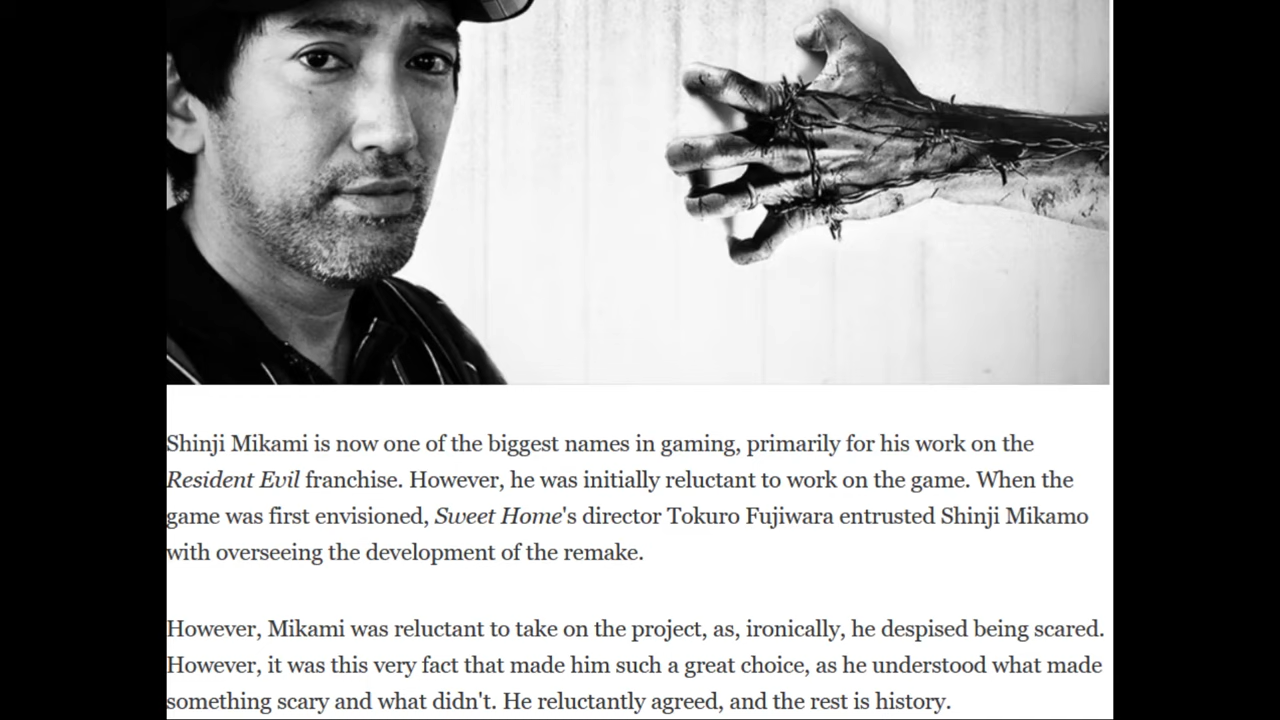 Shinji Mikami is now one of the biggest names in gaming, primarily for his work on the
Resident Evil franchise. However, he was initially reluctant to work on the game. When the
game was first envisioned, Sweet Home's director Tokuro Fujiwara entrusted Shinji Mikamo
with overseeing the development of the remake.
However, Mikami was reluctant to take on the project, as, ironically, he despised being scared.
However, it was this very fact that made him such a great choice, as he understood what made
something scary and what didn't. He reluctantly agreed, and the rest is history.